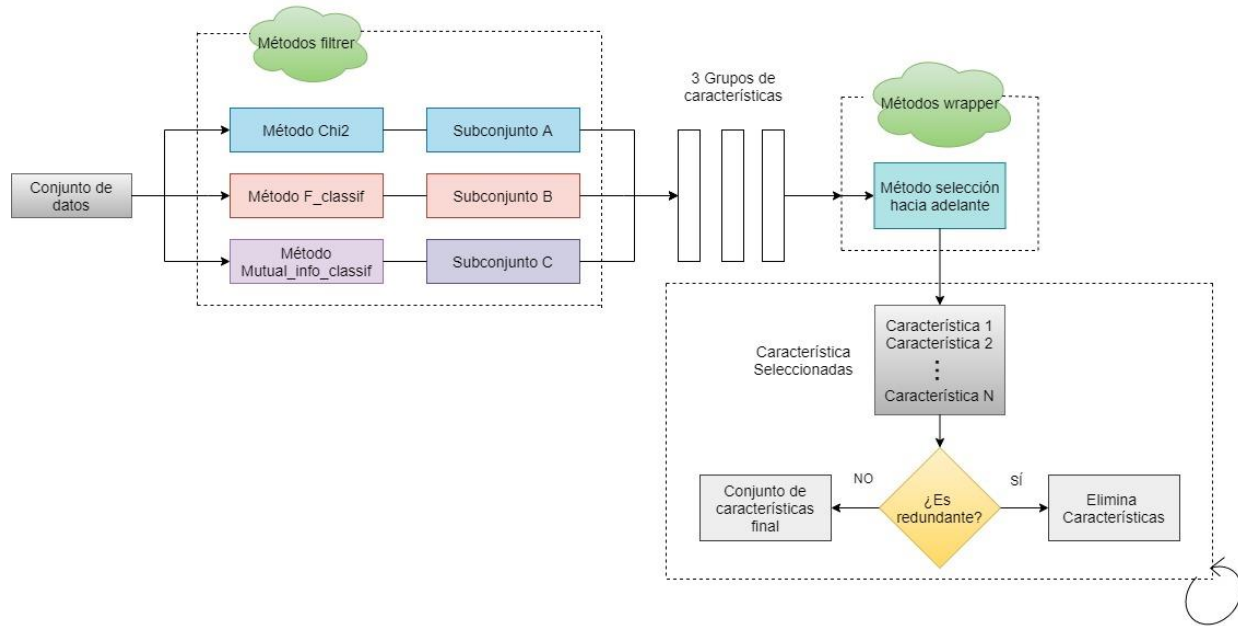 Métodos filtrer
3 Grupos de
características
Métodos wrapper
Método Chi2
Subconjunto A
Conjunto de
datos
Método F_classif
Subconjunto B
Método selección
hacia adelante
Método
Mutual_info_classif
Subconjunto C
Característica
Seleccionadas
Característica 1
Característica 2
Característica N
NO
SÍ
Conjunto de
características
final
¿Es
redundante?
Elimina
Características